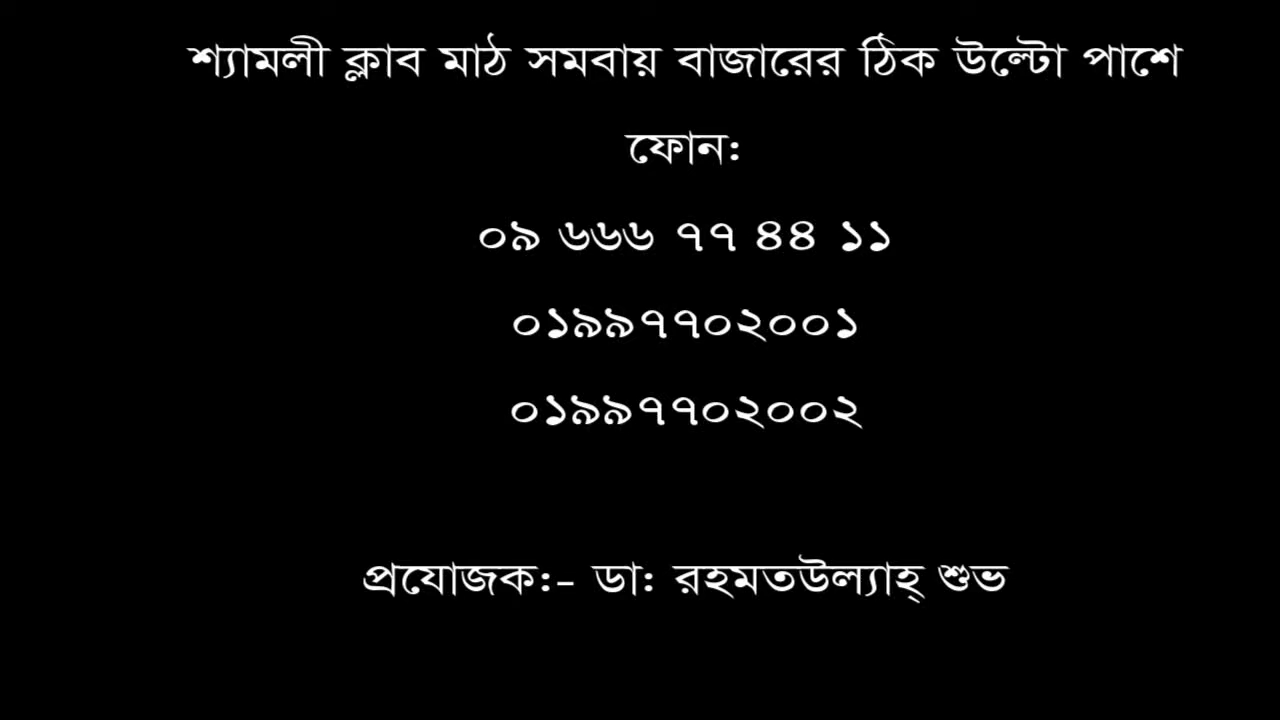 শ্যামলী ক্লাব মাঠ সমবায় বাজারের ঠিক উল্টো পাশে
ফোন:
০৯ ৬৬৬ ৭৭ ৪৪ ১১
০১৯৯৭৭০২০০১
০১৯৯৭৭০২০০২
প্রযোজক:- ডা: রহমতউল্যাহ্ শুভ